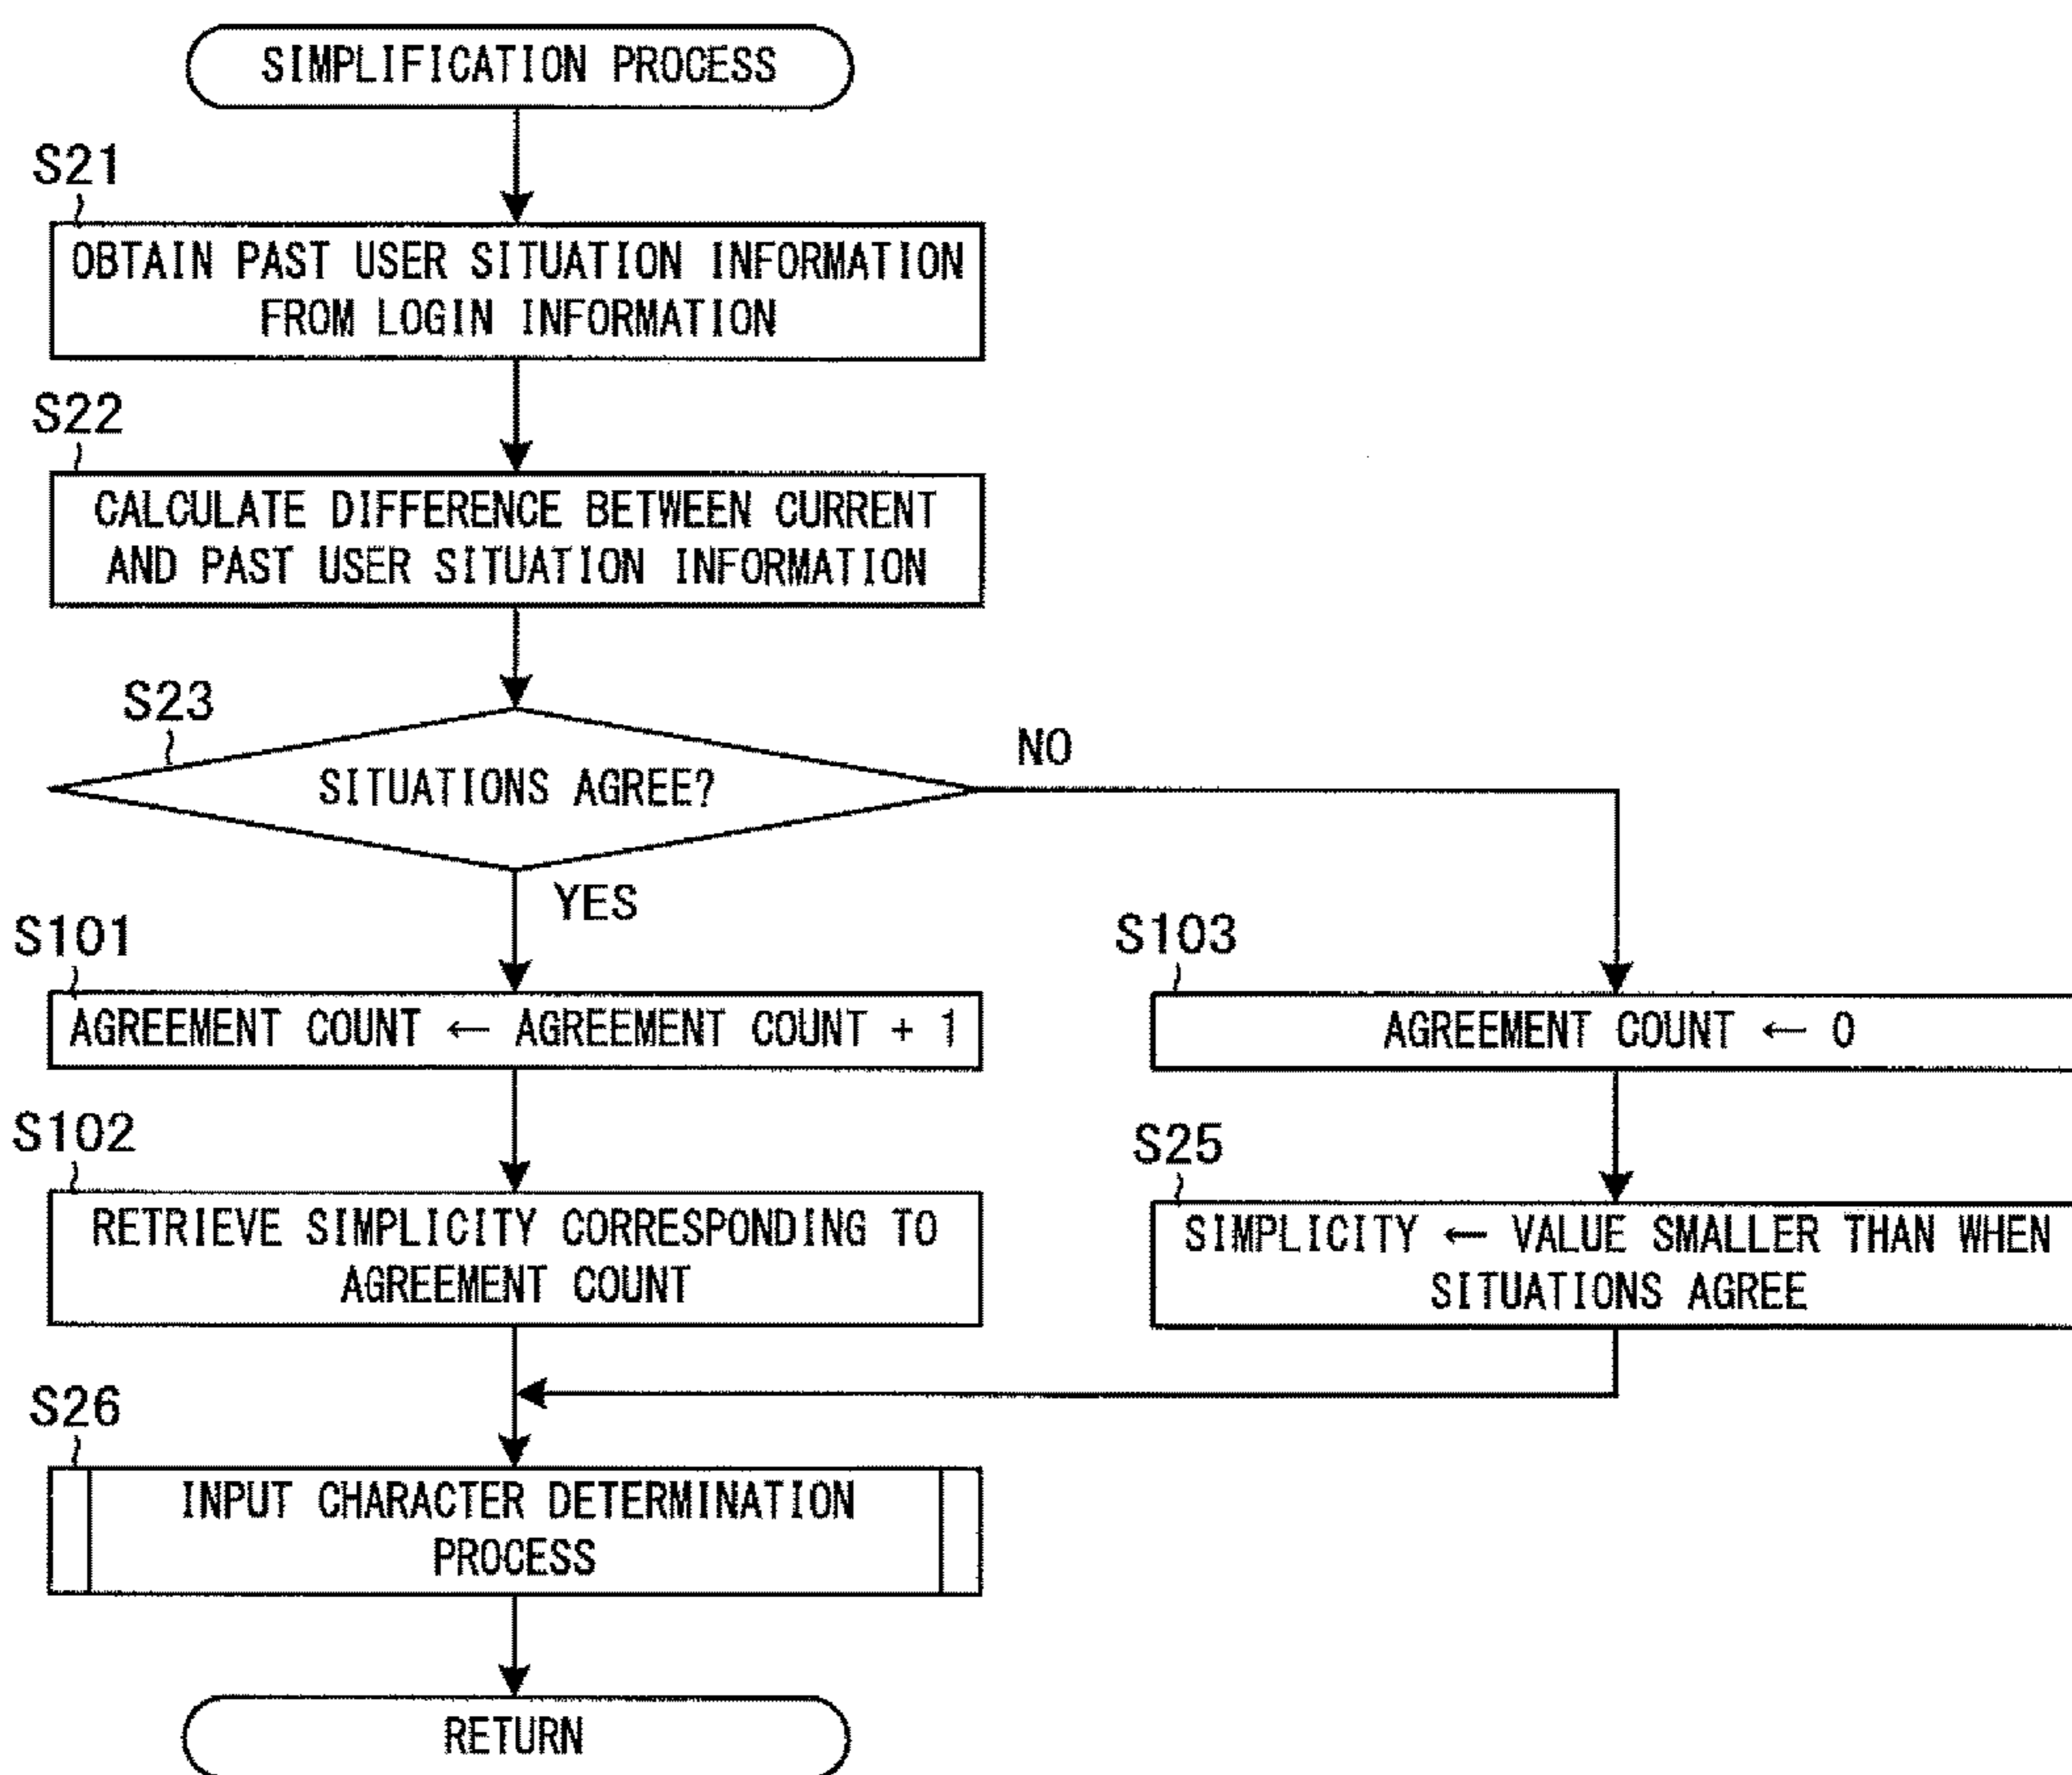 SIMPLIFICATION PROCESS
S21
OBTAIN PAST USER SITUATION INFORMATION
FROM LOGIN INFORMATION
S22
CALCULATE DIFFERENCE BETWEEN CURRENT
AND PAST USER SITUATION INFORMATION
S23
SITUATIONS AGREE?
NO
YES
S101
AGREEMENT COUNT ← AGREEMENT COUNT + 1
S102
RETRIEVE SIMPLICITY CORRESPONDING TO
AGREEMENT COUNT
S103
AGREEMENT COUNT ← 0
S25
SIMPLICITY ← VALUE SMALLER THAN WHEN
SITUATIONS AGREE
S26
INPUT CHARACTER DETERMINATION
PROCESS
RETURN